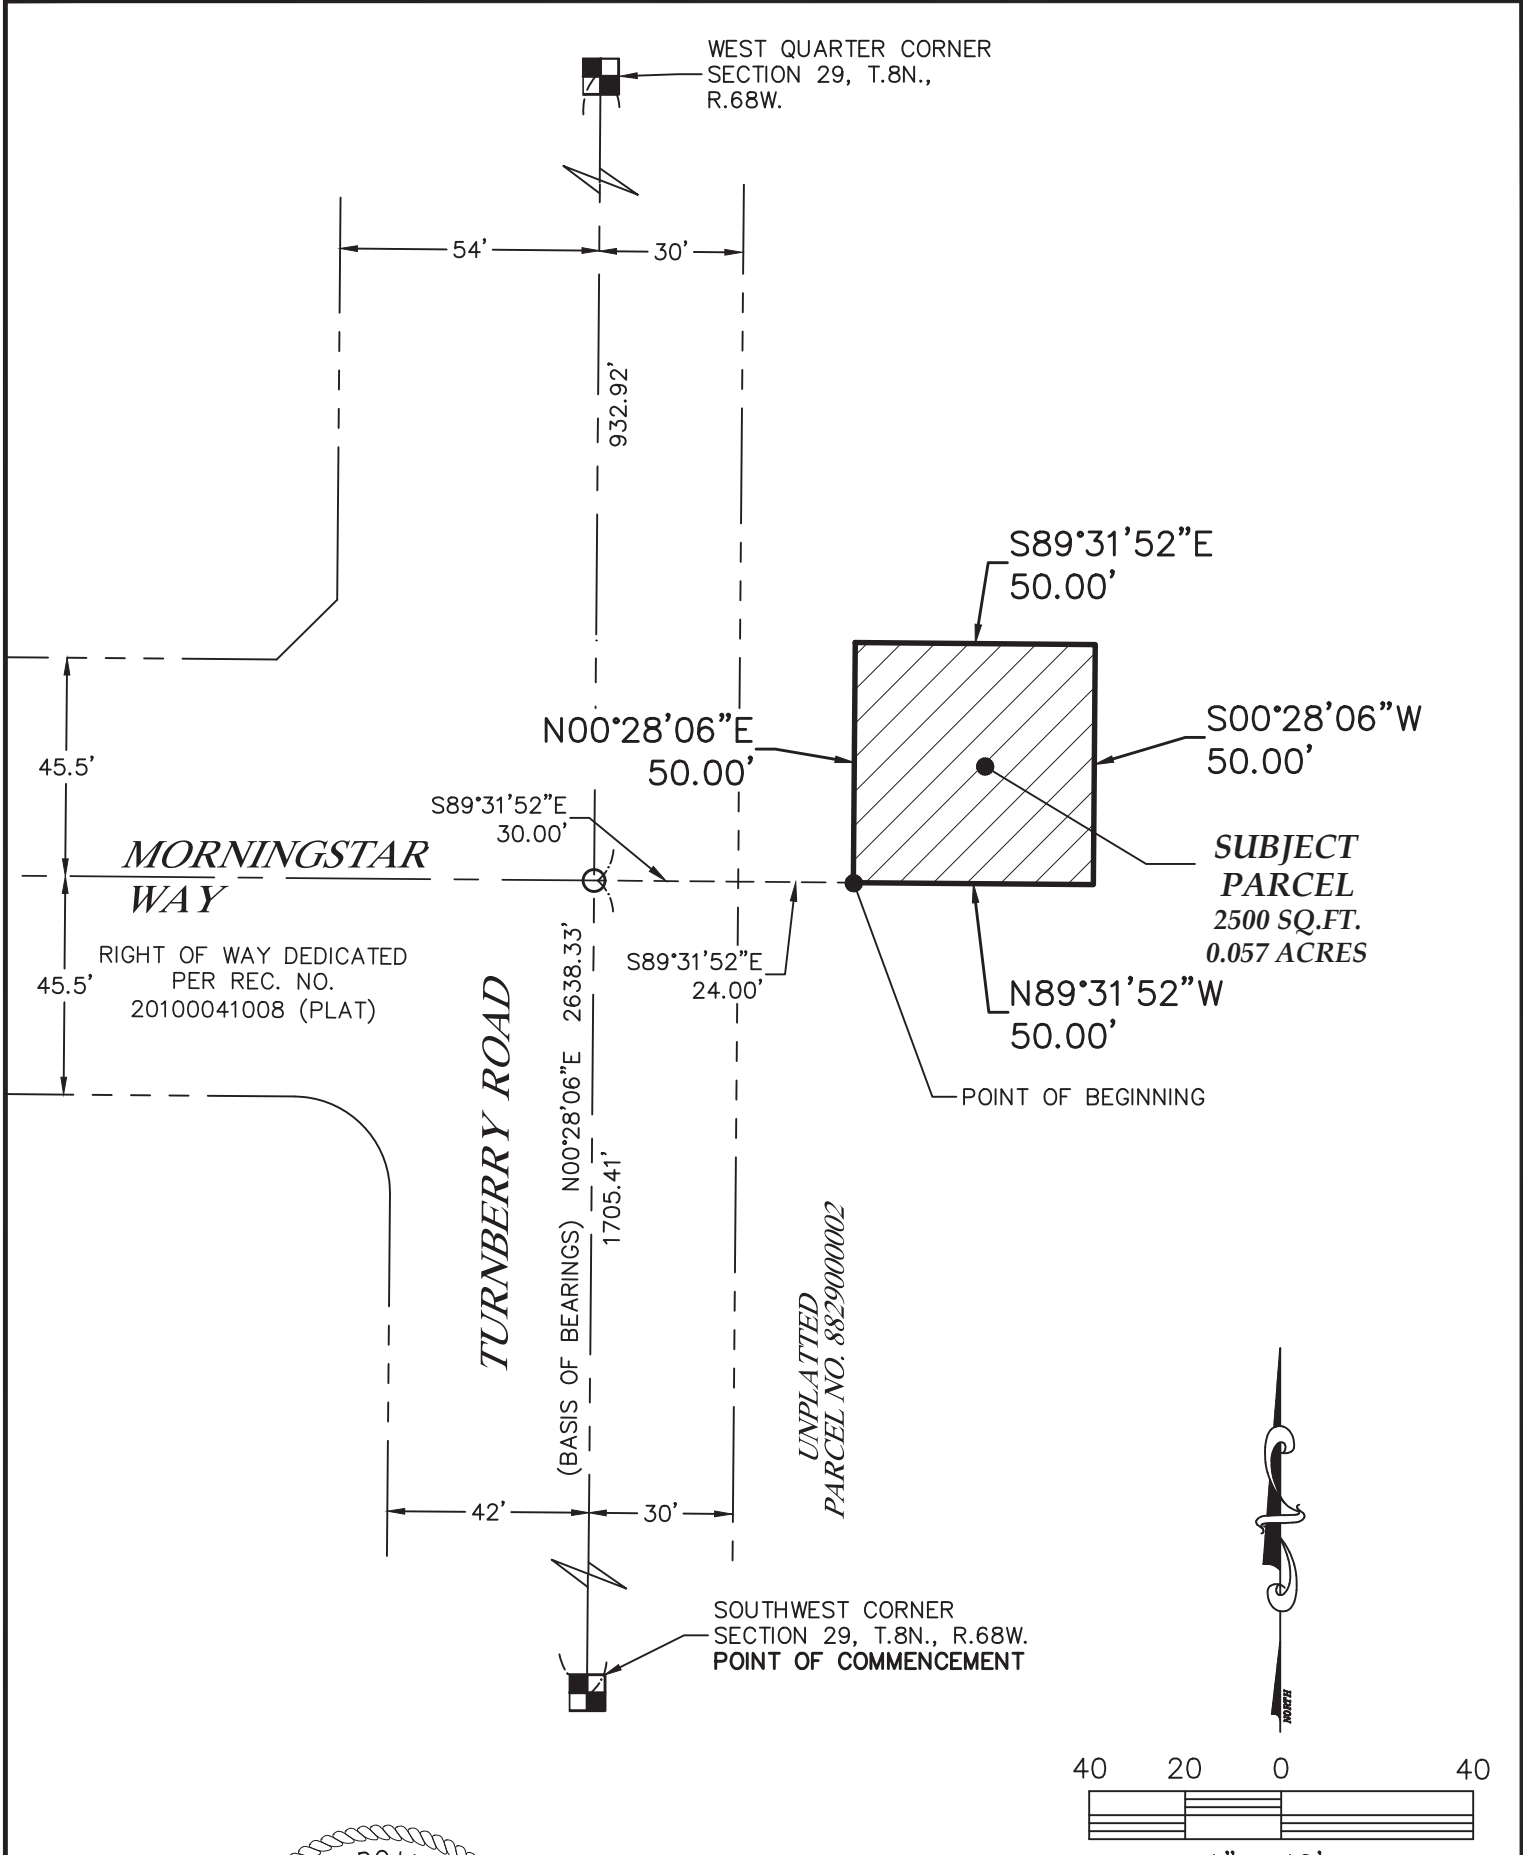 WEST QUARTER CORNER
SECTION 29, T.8N.,
R.68W.
54'
30'
932.92'
S89°31'52"E
50.00'
N00°28'06"E
50.00'
S00°28'06"W
50.00'
45.5'
S89°31'52"E
30.00'
MORNINGSTAR
WAY
SUBJECT
PARCEL
2500 SQ.FT.
0.057 ACRES
RIGHT OF WAY DEDICATED
PER REC. NO.
20100041008 (PLAT)
45.5'
S89°31'52"E
24.00'
N89°31'52"W
50.00'
POINT OF BEGINNING
TURNBERRY ROAD
(BASIS OF BEARINGS) N00°28'06"E 2638.33'
1705.41'
UNPLATTED
PARCEL NO. 8829000002
42'
30'
SOUTHWEST CORNER
SECTION 29, T.8N., R.68W.
POINT OF COMMENCEMENT
NORTH
40 20 0 40